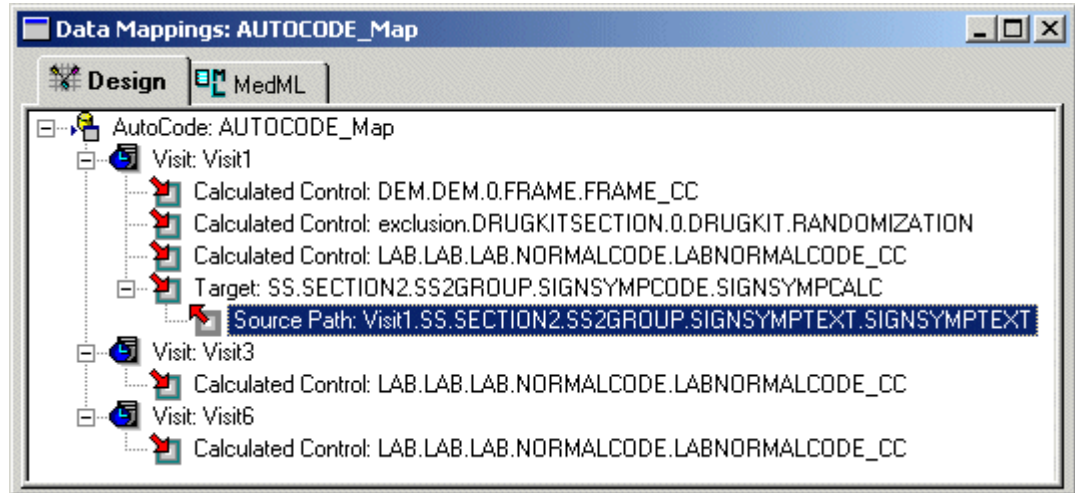 Data Mappings: AUTOCODE_Map
Design MedML
AutoCode: AUTOCODE_Map
Visit: Visit1
Calculated Control: DEM.DEM.0.FRAME.FRAME_CC
Calculated Control: exclusion.DRUGKITSECTION.0.DRUGKIT.RANDOMIZATION
Calculated Control: LAB.LAB.LAB.NORMALCODE.LABNORMALCODE_CC
Target: SS.SECTION2.SS2GROUP.SIGNSYMPCODE.SIGNSYMPCALC
Source Path: Visit1.SS.SECTION2.SS2GROUP.SIGNSYMPTEXT.SIGNSYMPTEXT
Visit: Visit3
Calculated Control: LAB.LAB.LAB.NORMALCODE.LABNORMALCODE_CC
Visit: Visit6
Calculated Control: LAB.LAB.LAB.NORMALCODE.LABNORMALCODE_CC